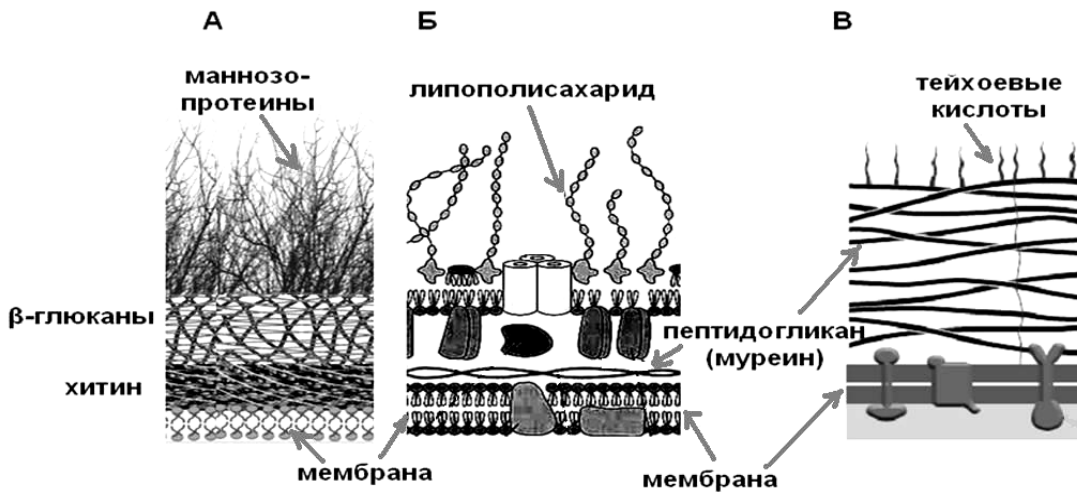 А
Б
В
маннозо-
протеины
липополисахарид
тейхоевые
кислоты
β-глюканы
хитин
пептидогликан
(муреин)
мембрана
мембрана